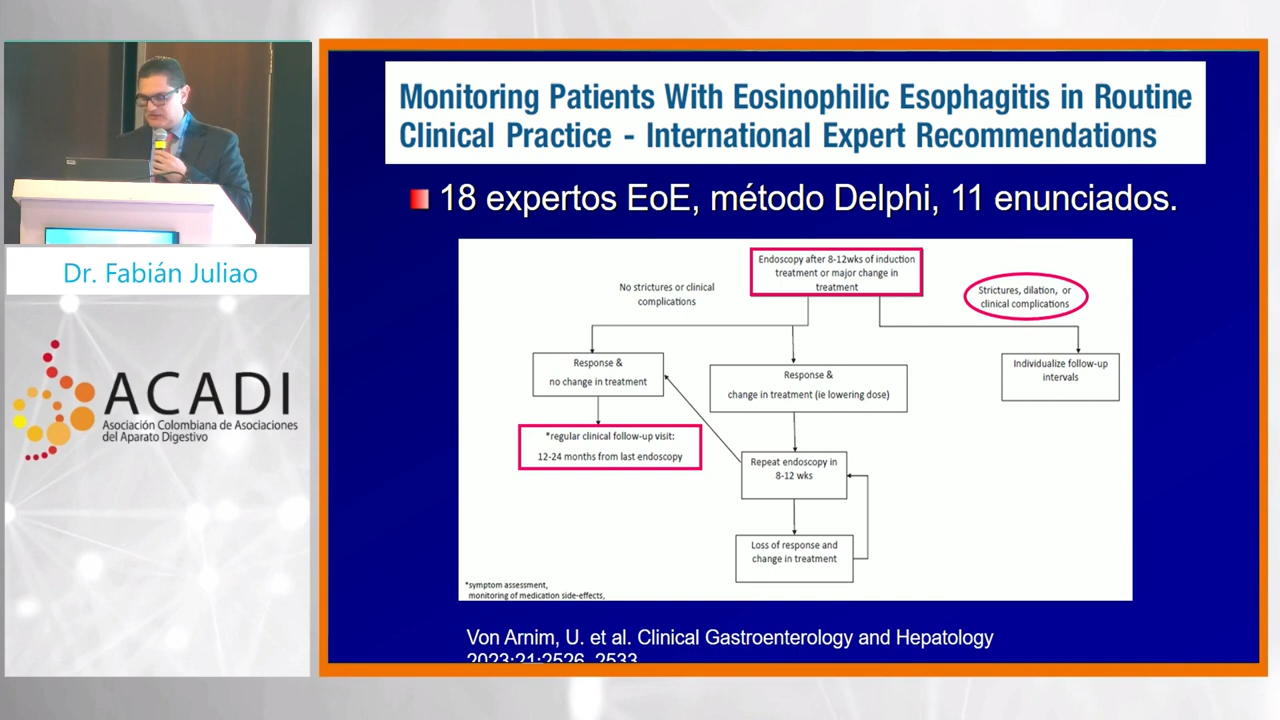 Monitoring Patients With Eosinophilic Esophagitis in Routine
Clinical Practice - International Expert Recommendations
18 expertos EoE, método Delphi, 11 enunciados.
Endoscopy after 8-12wks of induction
treatment or major change in
treatment
No strictures or clinical
complications
Strictures, dilation, or
clinical complications
Response &
no change in treatment
Response &
change in treatment (ie lowering dose)
Individualize follow-up
intervals
*regular clinical follow-up visit:
12-24 months from last endoscopy
Repeat endoscopy in
8-12 wks
Loss of response and
change in treatment
*symptom assessment,
monitoring of medication side-effects,
Von Arnim, U. et al. Clinical Gastroenterology and Hepatology
2023;21:2526–2533
Dr. Fabián Juliao
ACADI
Asociación Colombiana de Asociaciones
del Aparato Digestivo